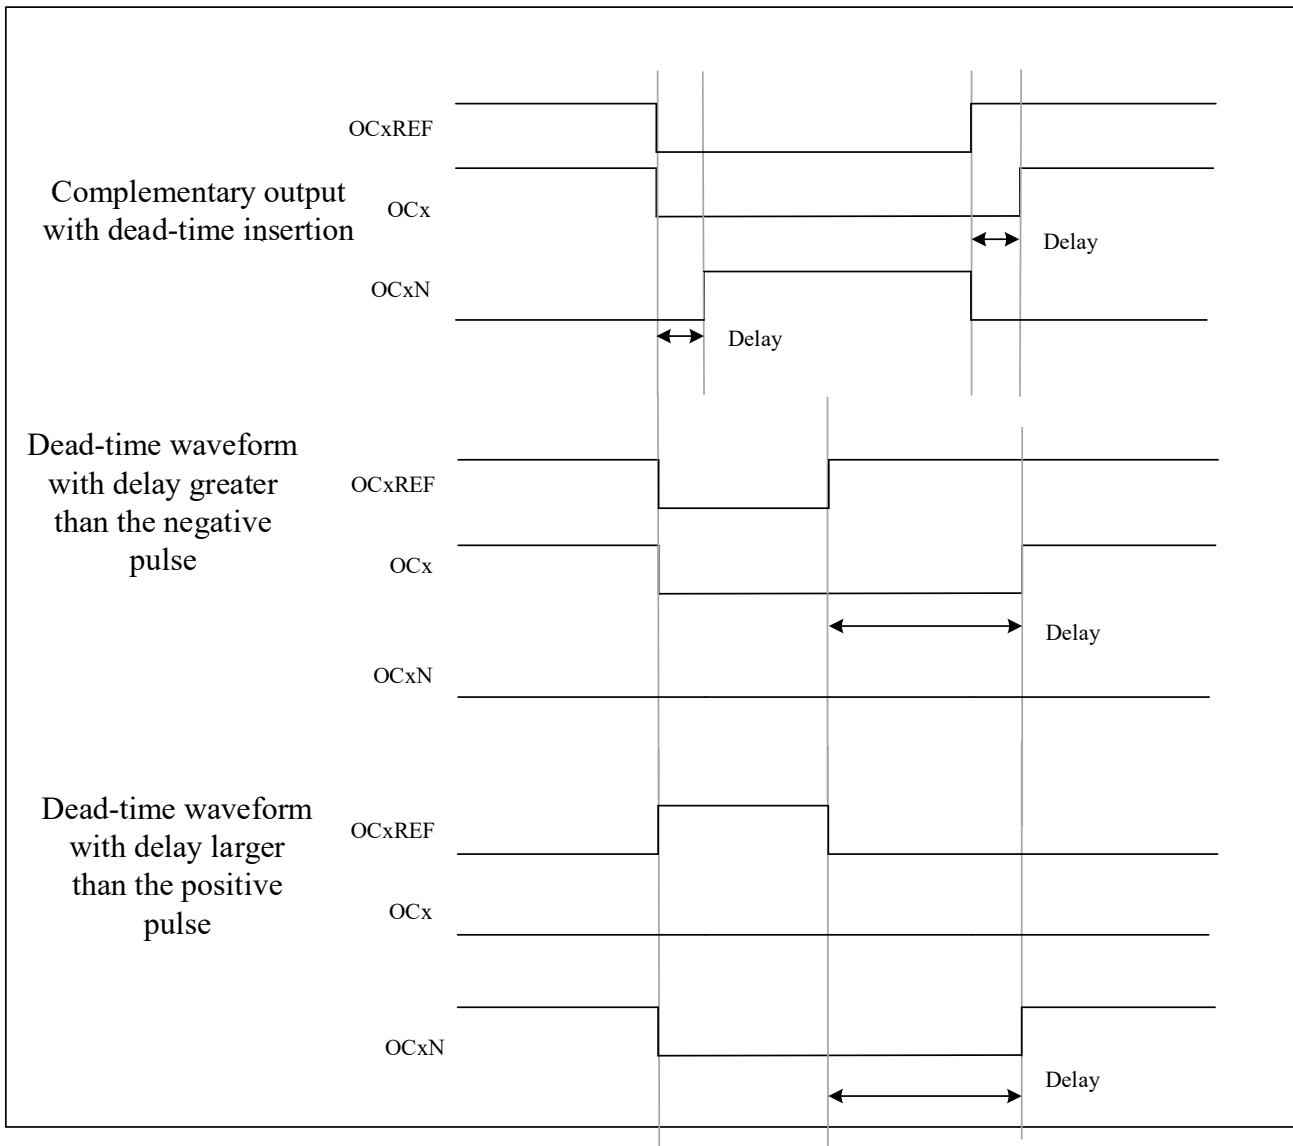 OCxREF
Complementary output
with dead-time insertion
OCx
Delay
OCxN
Delay
Dead-time waveform
with delay greater
than the negative
pulse
OCxREF
OCx
Delay
OCxN
Dead-time waveform
with delay larger
than the positive
pulse
OCxREF
OCx
OCxN
Delay